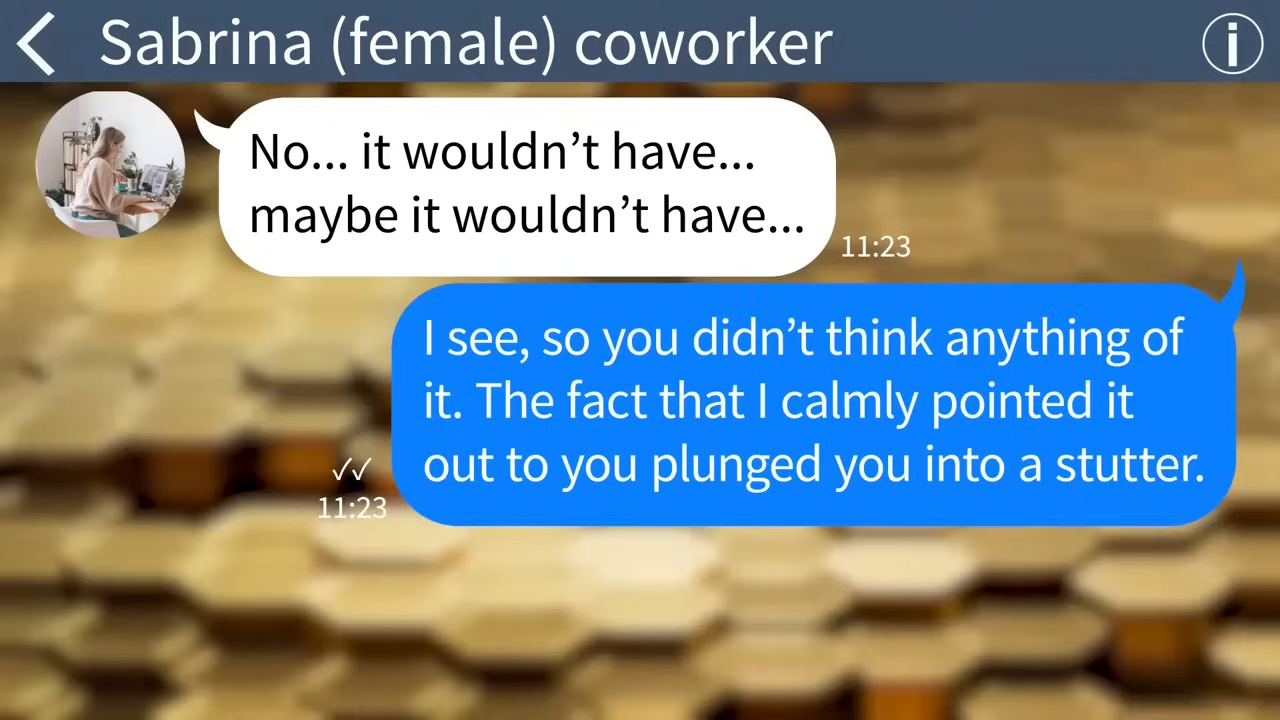 Sabrina (female) coworker
No... it wouldn’t have...
maybe it wouldn’t have...
11:23
I see, so you didn’t think anything of
it. The fact that I calmly pointed it
out to you plunged you into a stutter.
✓✓
11:23